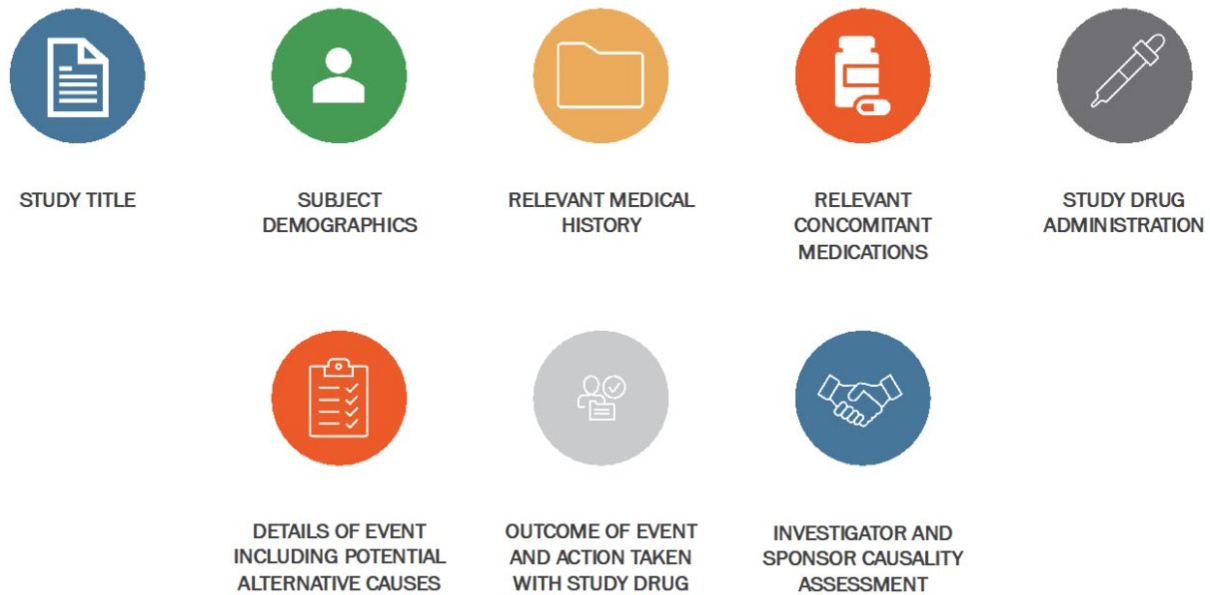 STUDY TITLE
SUBJECT
DEMOGRAPHICS
RELEVANT MEDICAL
HISTORY
RELEVANT
CONCOMITANT
MEDICATIONS
STUDY DRUG
ADMINISTRATION
DETAILS OF EVENT
INCLUDING POTENTIAL
ALTERNATIVE CAUSES
OUTCOME OF EVENT
AND ACTION TAKEN
WITH STUDY DRUG
INVESTIGATOR AND
SPONSOR CAUSALITY
ASSESSMENT